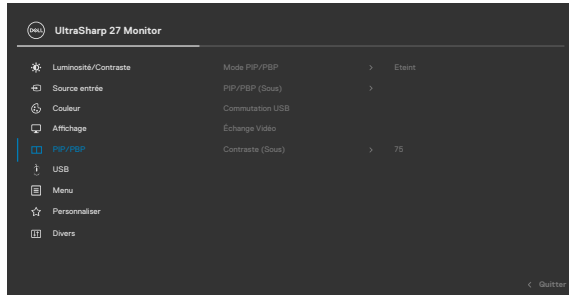 DELL UltraSharp 27 Monitor
Luminosité/Contraste Mode PIP/PBP > Eteint
Source entrée PIP/PBP (Sous) >
Couleur Commutation USB
Affichage Échange Vidéo
PIP/PBP Contraste (Sous) > 75
USB
Menu
Personnaliser
Divers
< Quitter